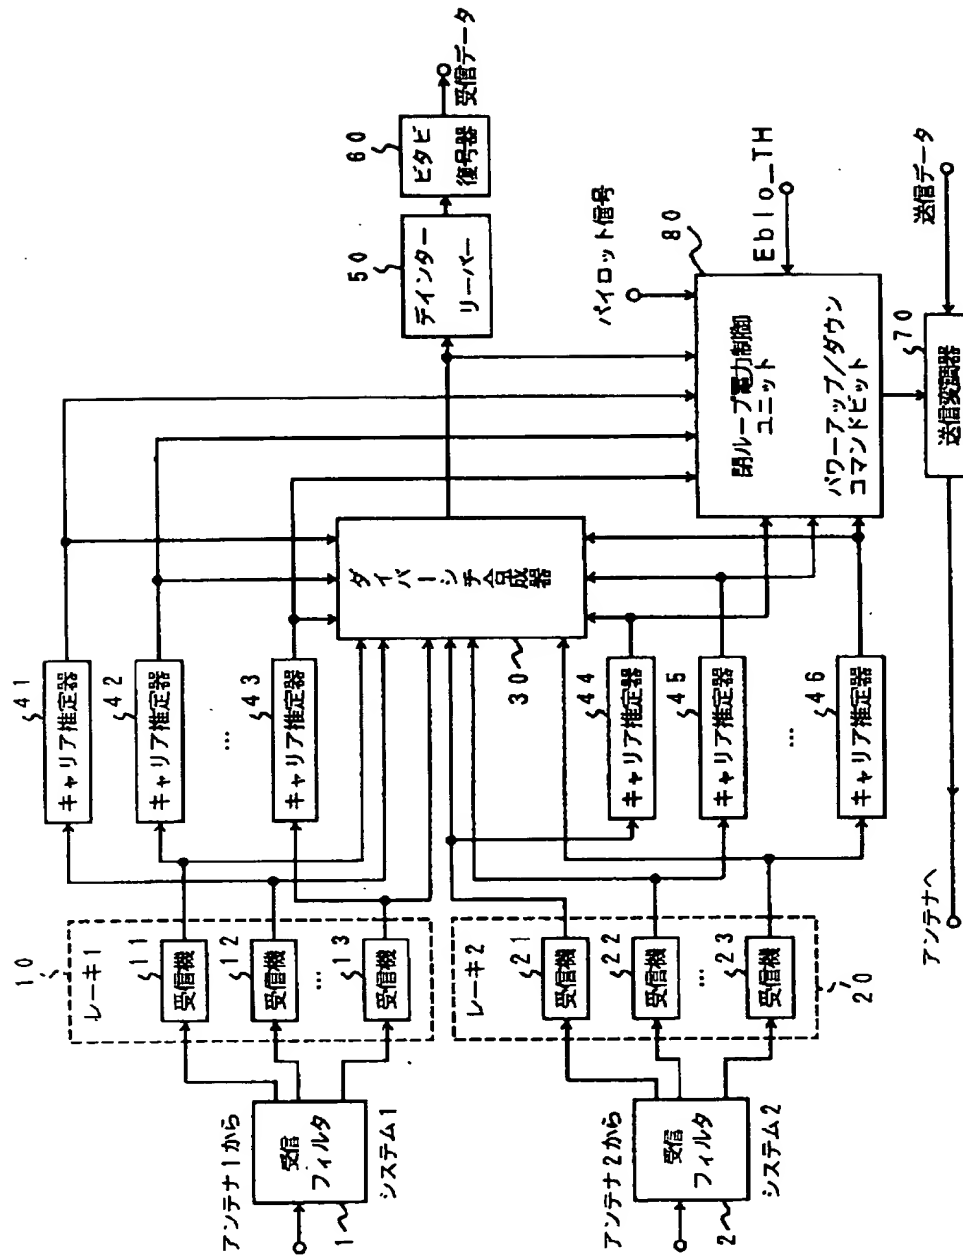 アンテナ1から
受信
フィルタ
1
システム1
10
レーキ1
受信機
11
受信機
12
...
受信機
13
キャリア推定器
41
キャリア推定器
42
...
キャリア推定器
43
アンテナ2から
受信
フィルタ
2
システム2
レーキ2
受信機
21
受信機
22
...
受信機
23
20
ダイバーシチ合成器
30
キャリア推定器
44
キャリア推定器
45
...
キャリア推定器
46
デインター
リーバー
50
ビタビ
復号器
60
受信データ
パイロット信号
80
閉ループ電力制御
ユニット
パワーアップ/ダウン
コマンドビット
EbIo_TH
70
送信変調器
送信データ
アンテナへ